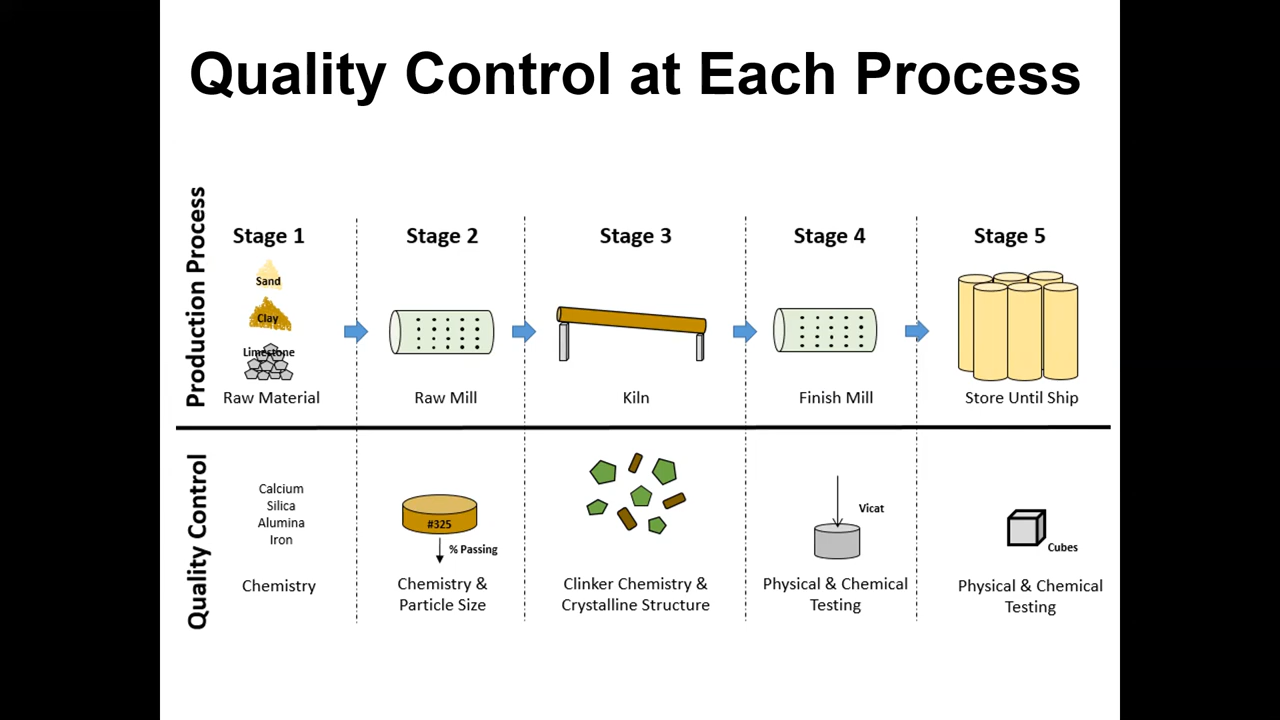 Quality Control at Each Process
Production Process
Stage 1
Stage 2
Stage 3
Stage 4
Stage 5
Sand
Clay
Limestone
Raw Material
Raw Mill
Kiln
Finish Mill
Store Until Ship
Quality Control
Calcium
Silica
Alumina
Iron
Chemistry
#325
% Passing
Chemistry &
Particle Size
Clinker Chemistry &
Crystalline Structure
Vicat
Physical & Chemical
Testing
Cubes
Physical & Chemical
Testing